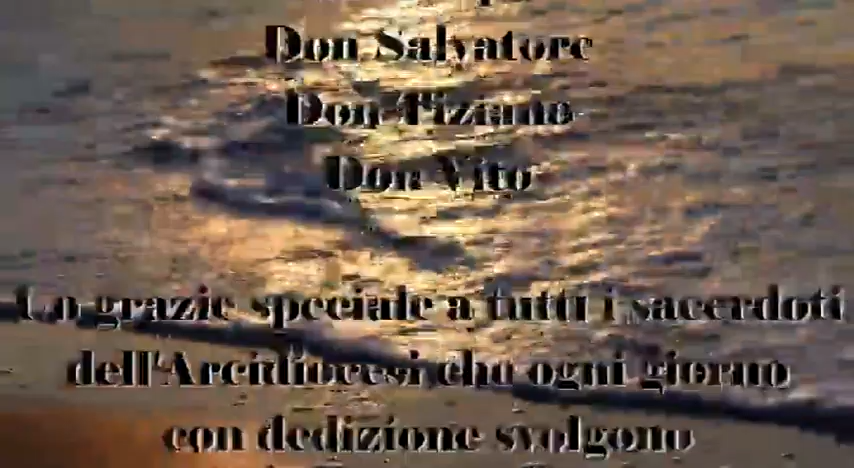 Don Salvatore
Don Tiziano
Don Vito
Un grazie speciale a tutti i sacerdoti
dell'Arcidiocesi che ogni giorno
con dedizione svolgono